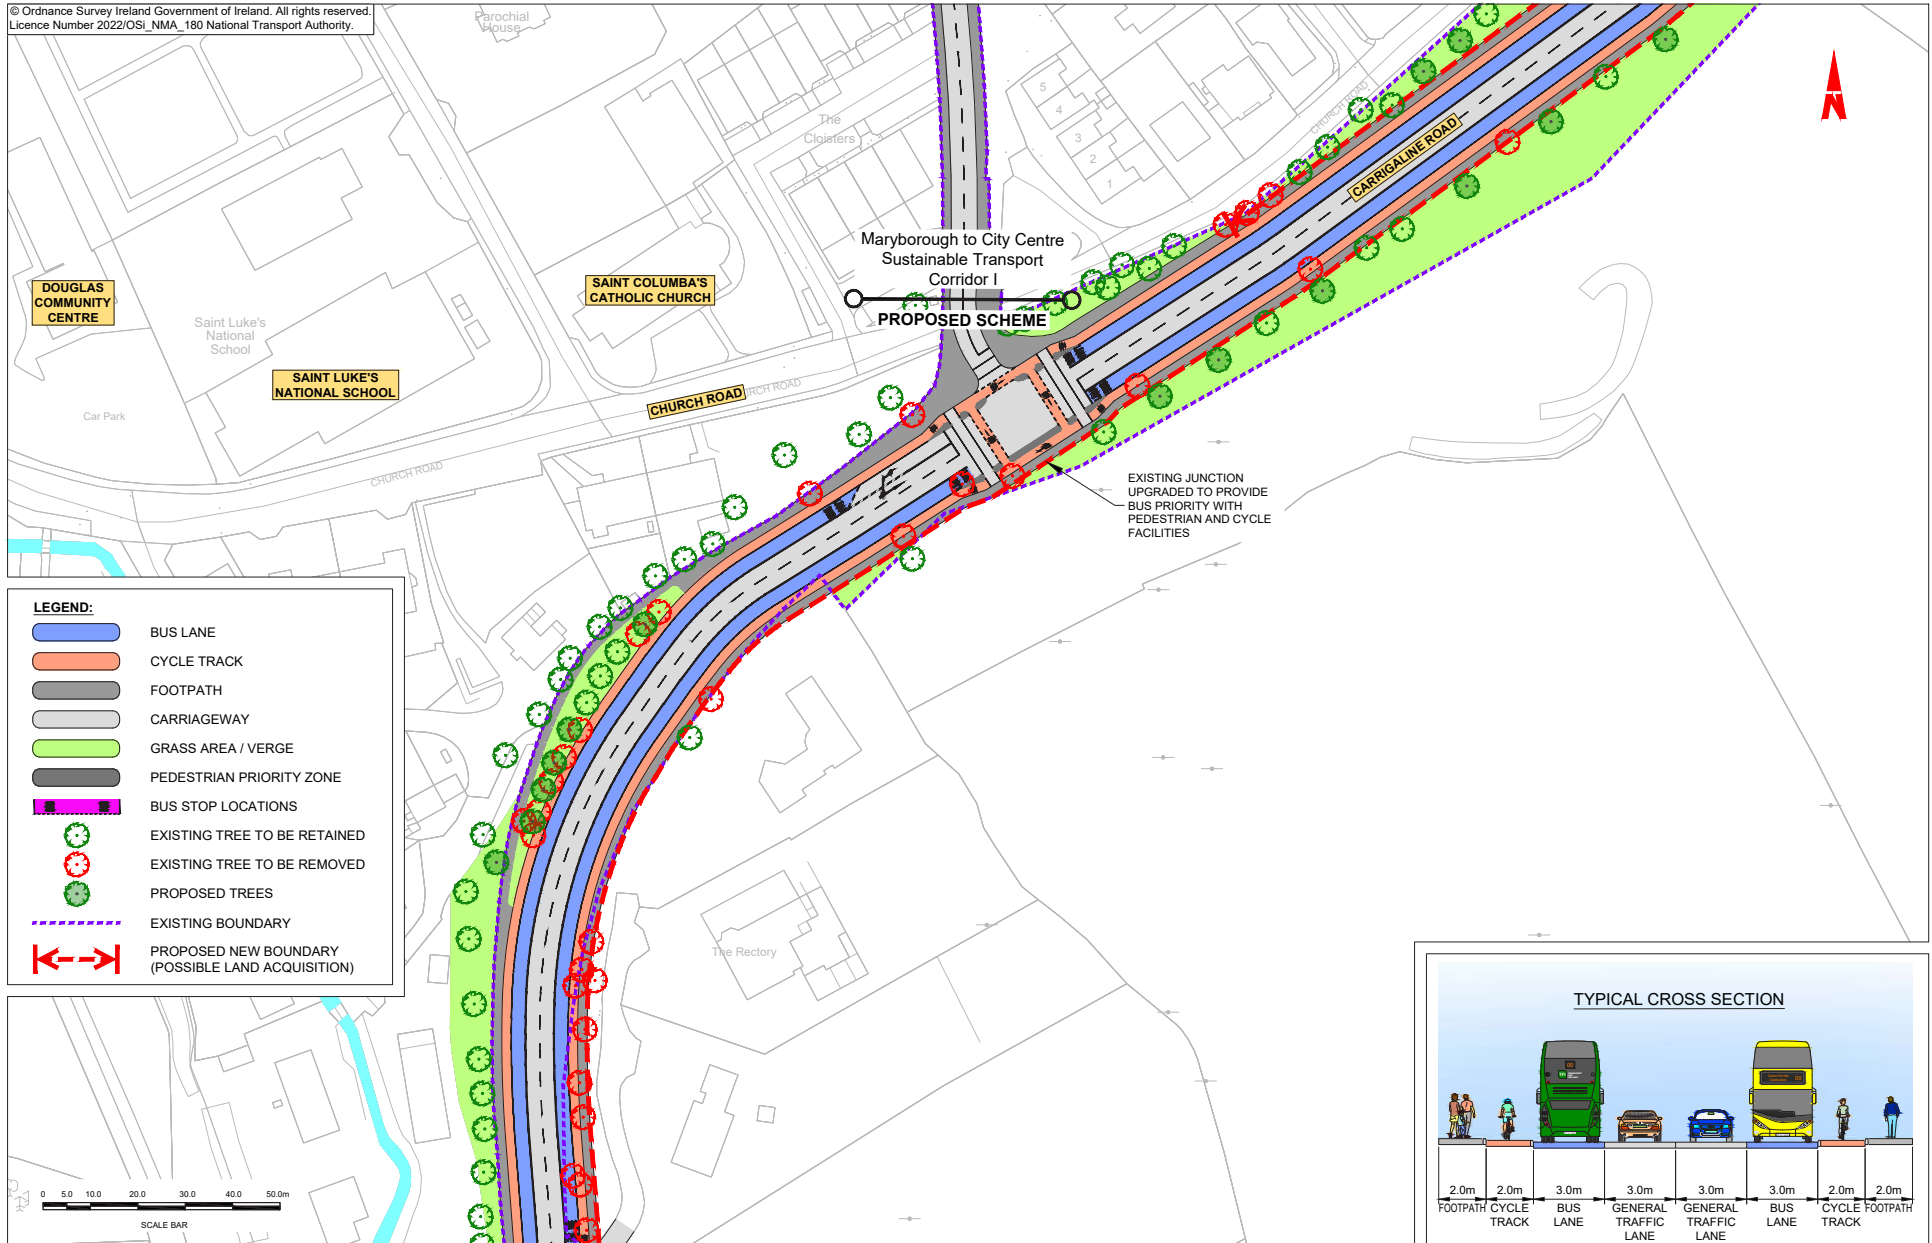 © Ordnance Survey Ireland Government of Ireland. All rights reserved.
Licence Number 2022/OSi_NMA_180 National Transport Authority.
Parochial
House
The
Cloisters
5
4
3
2
1
CHURCH ROAD
CARRIGALINE ROAD
N
Maryborough to City Centre
Sustainable Transport
Corridor I
PROPOSED SCHEME
DOUGLAS
COMMUNITY
CENTRE
SAINT COLUMBA'S
CATHOLIC CHURCH
Saint Luke's
National
School
SAINT LUKE'S
NATIONAL SCHOOL
Car Park
CHURCH ROAD
CHURCH ROAD
EXISTING JUNCTION
UPGRADED TO PROVIDE
BUS PRIORITY WITH
PEDESTRIAN AND CYCLE
FACILITIES
LEGEND:
BUS LANE
CYCLE TRACK
FOOTPATH
CARRIAGEWAY
GRASS AREA / VERGE
PEDESTRIAN PRIORITY ZONE
BUS STOP LOCATIONS
EXISTING TREE TO BE RETAINED
EXISTING TREE TO BE REMOVED
PROPOSED TREES
EXISTING BOUNDARY
PROPOSED NEW BOUNDARY
(POSSIBLE LAND ACQUISITION)
The Rectory
0 5.0 10.0 20.0 30.0 40.0 50.0m
SCALE BAR
TYPICAL CROSS SECTION
2.0m 2.0m 3.0m 3.0m 3.0m 3.0m 2.0m 2.0m
FOOTPATH CYCLE BUS GENERAL GENERAL BUS CYCLE FOOTPATH
TRACK LANE TRAFFIC TRAFFIC LANE TRACK
LANE LANE